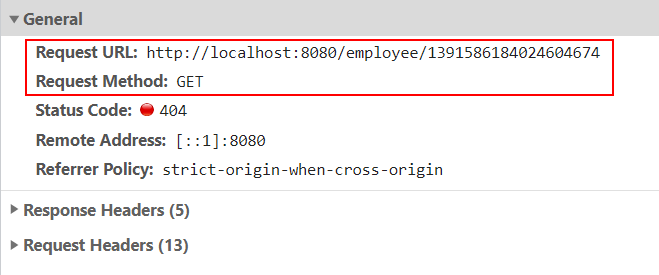 General
Request URL: http://localhost:8080/employee/1391586184024604674
Request Method: GET
Status Code: 404
Remote Address: [::1]:8080
Referrer Policy: strict-origin-when-cross-origin
Response Headers (5)
Request Headers (13)